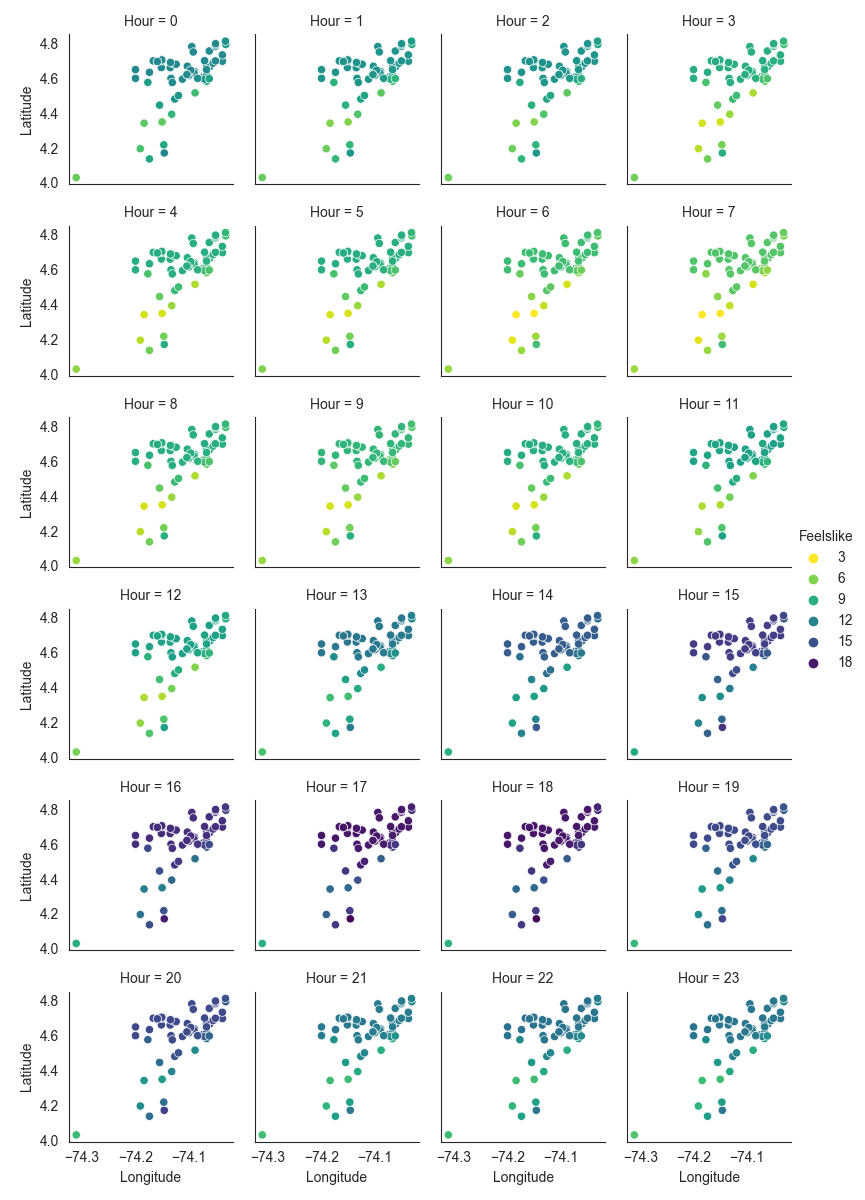 Hour = 0 Hour = 1 Hour = 2 Hour = 3
4.8
4.6
4.4
4.2
4.0
Latitude
Hour = 4 Hour = 5 Hour = 6 Hour = 7
4.8
4.6
4.4
4.2
4.0
Latitude
Hour = 8 Hour = 9 Hour = 10 Hour = 11
4.8
4.6
4.4
4.2
4.0
Latitude
Feelslike
3
6
9
12
15
18
Hour = 12 Hour = 13 Hour = 14 Hour = 15
4.8
4.6
4.4
4.2
4.0
Latitude
Hour = 16 Hour = 17 Hour = 18 Hour = 19
4.8
4.6
4.4
4.2
4.0
Latitude
Hour = 20 Hour = 21 Hour = 22 Hour = 23
4.8
4.6
4.4
4.2
4.0
Latitude
−74.3 −74.2 −74.1 −74.3 −74.2 −74.1 −74.3 −74.2 −74.1 −74.3 −74.2 −74.1
Longitude Longitude Longitude Longitude